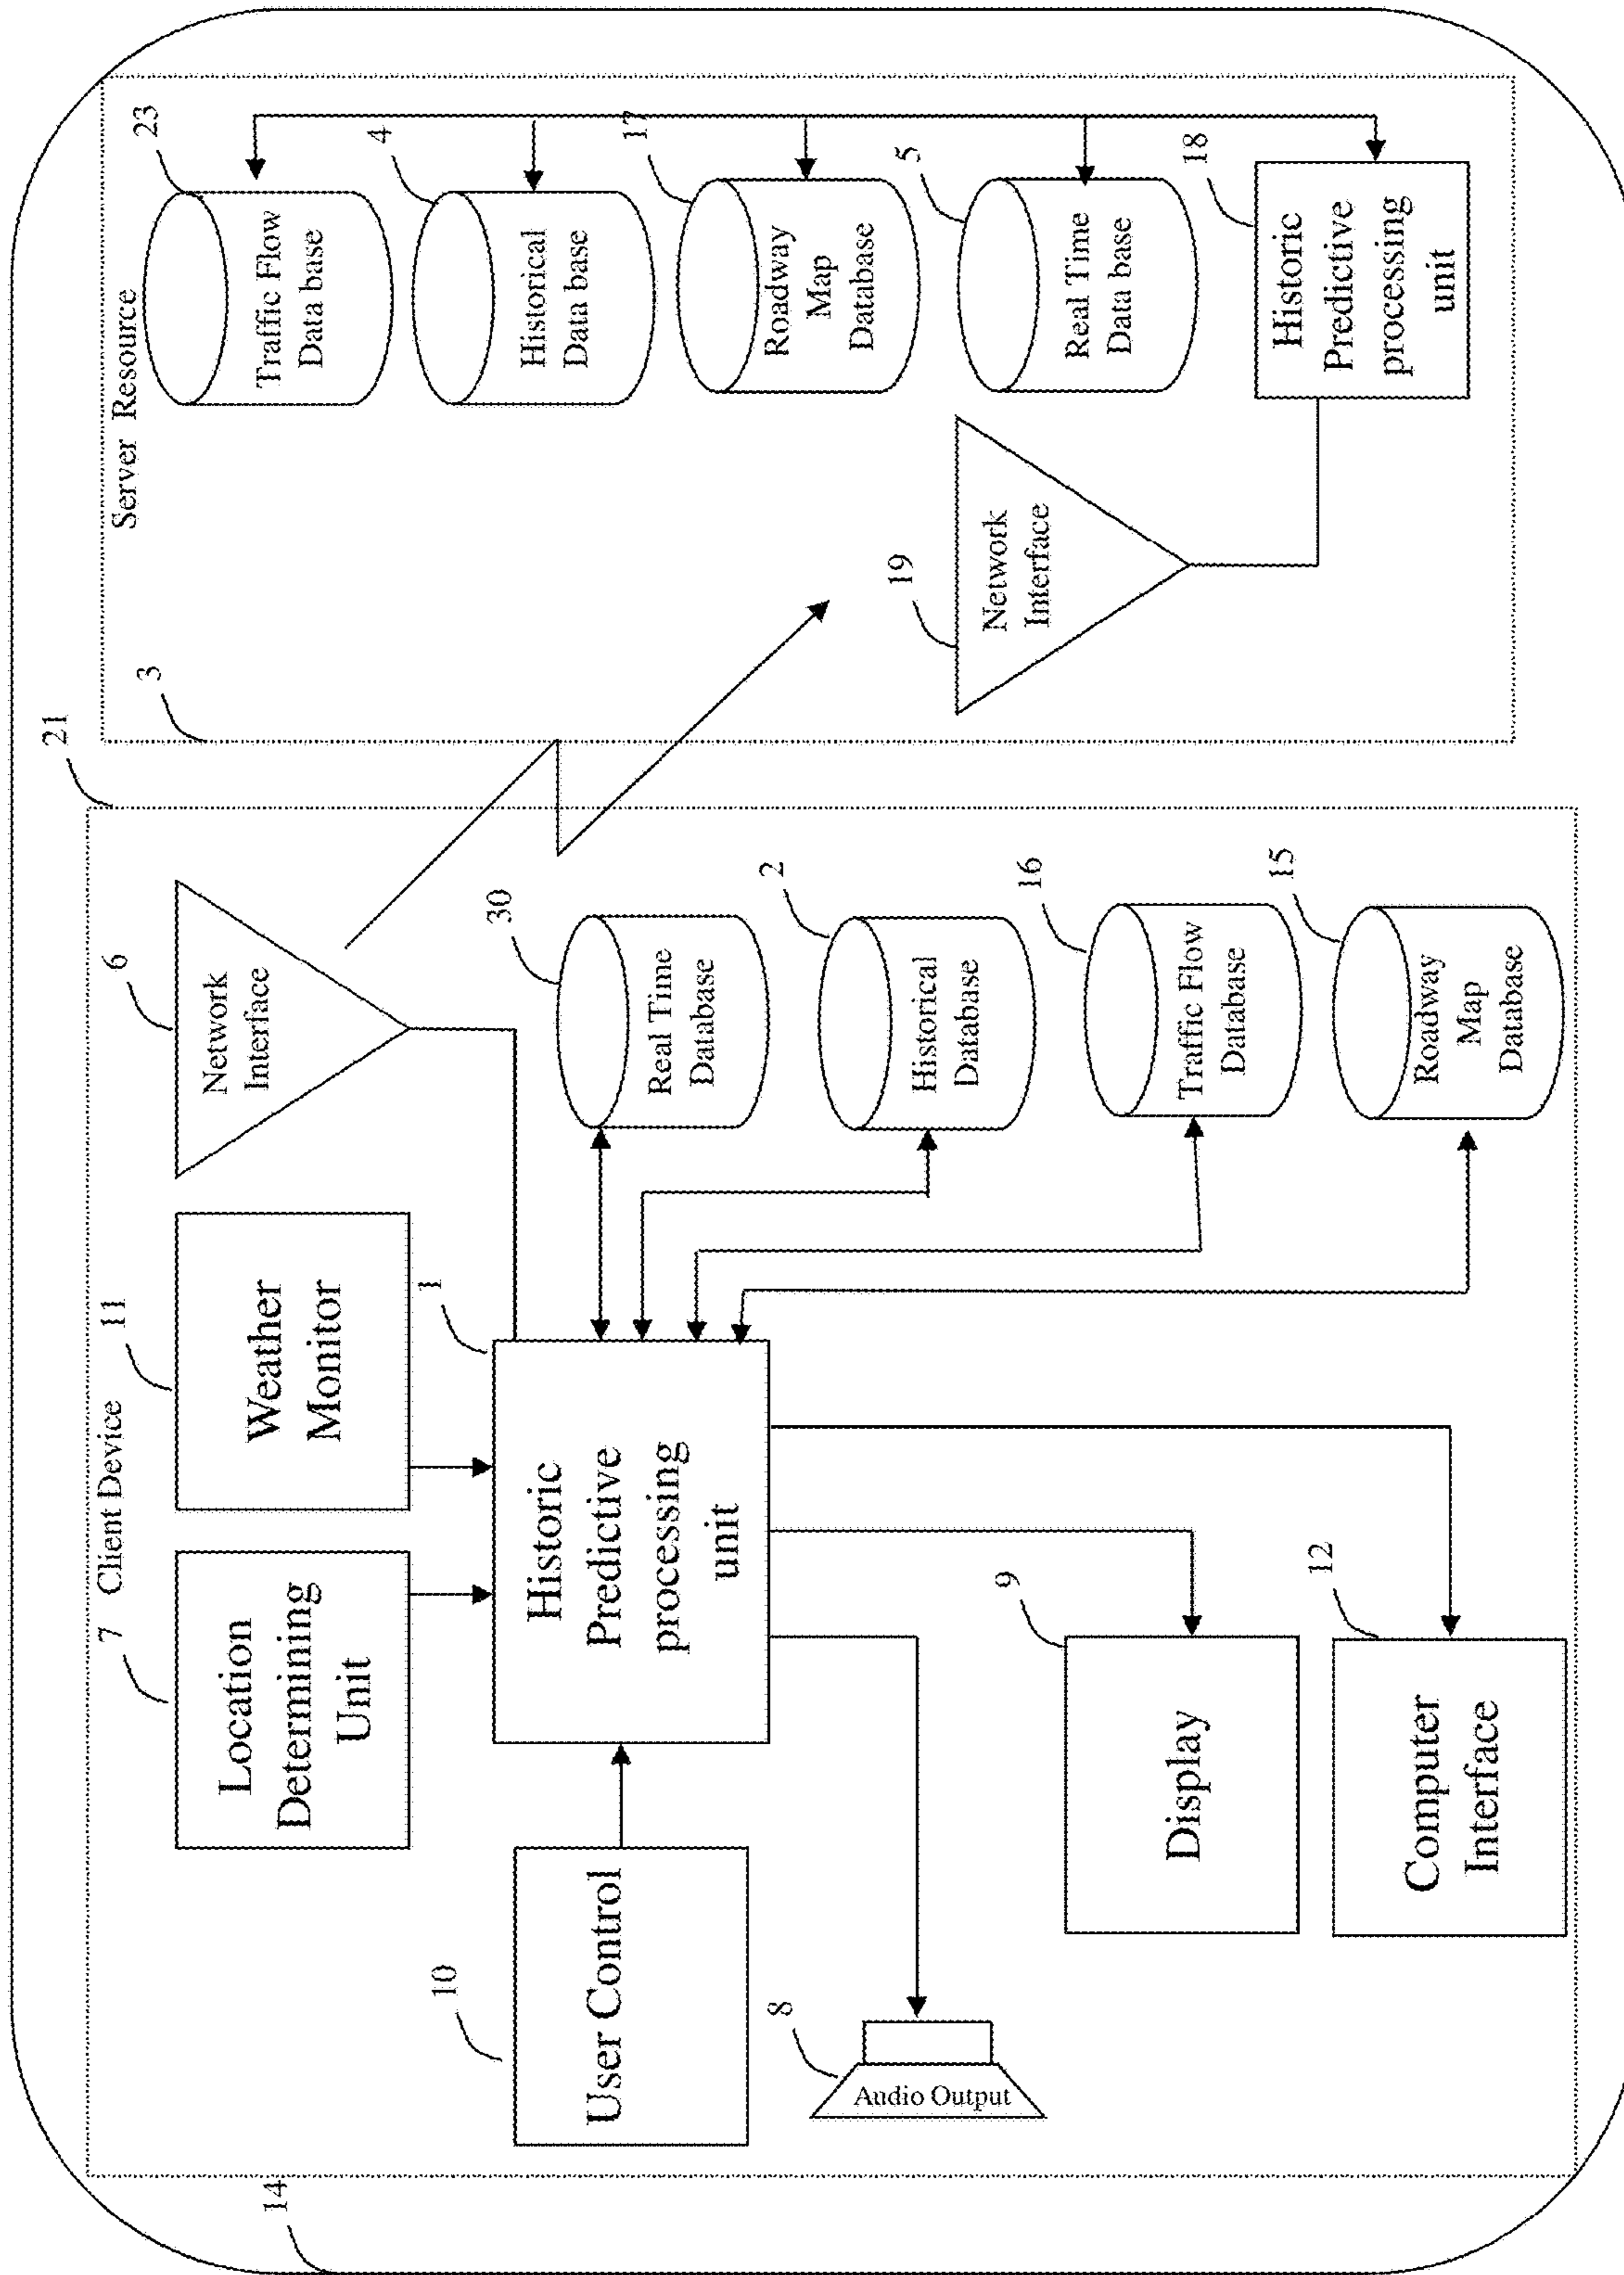 14
21
7
Client Device
11
6
3
Server Resource
Location
Determining
Unit
Weather
Monitor
Network
Interface
23
Traffic Flow
Data base
10
User Control
1
Historic
Predictive
processing
unit
30
Real Time
Database
4
Historical
Data base
8
Audio Output
2
Historical
Database
17
Roadway
Map
Database
19
Network
Interface
9
Display
16
Traffic Flow
Database
5
Real Time
Data base
12
Computer
Interface
15
Roadway
Map
Database
18
Historic
Predictive
processing
unit